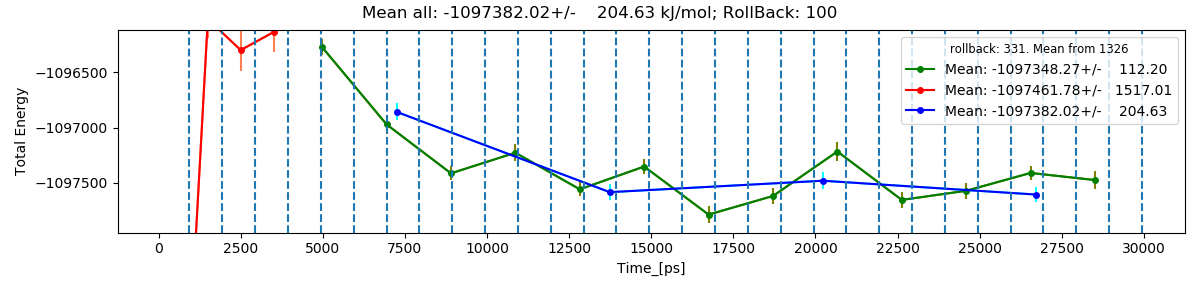 Mean all: -1097382.02+/-    204.63 kJ/mol; RollBack: 100
rollback: 331. Mean from 1326
Mean: -1097348.27+/-    112.20
Mean: -1097461.78+/-   1517.01
Mean: -1097382.02+/-    204.63
Total Energy
−1096500
−1097000
−1097500
0 2500 5000 7500 10000 12500 15000 17500 20000 22500 25000 27500 30000
Time_[ps]